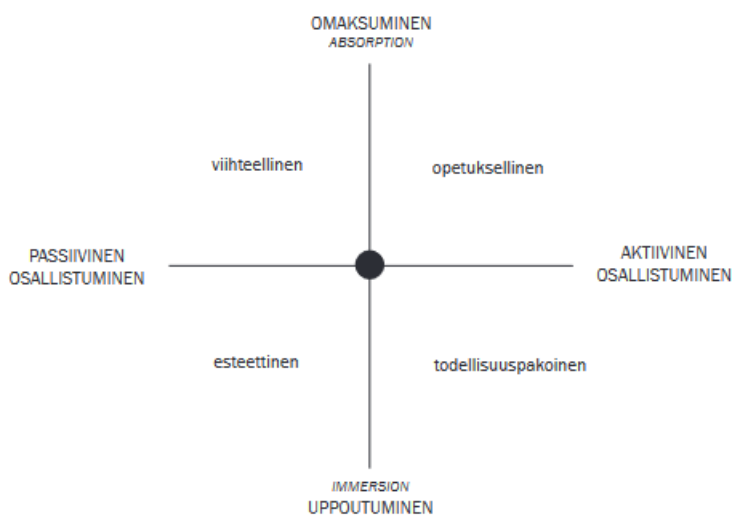 OMAKSUMINEN
ABSORPTION
viihteellinen
opetuksellinen
PASSIIVINEN
OSALLISTUMINEN
AKTIIVINEN
OSALLISTUMINEN
esteettinen
todellisuuspakoinen
IMMERSION
UPPOUTUMINEN